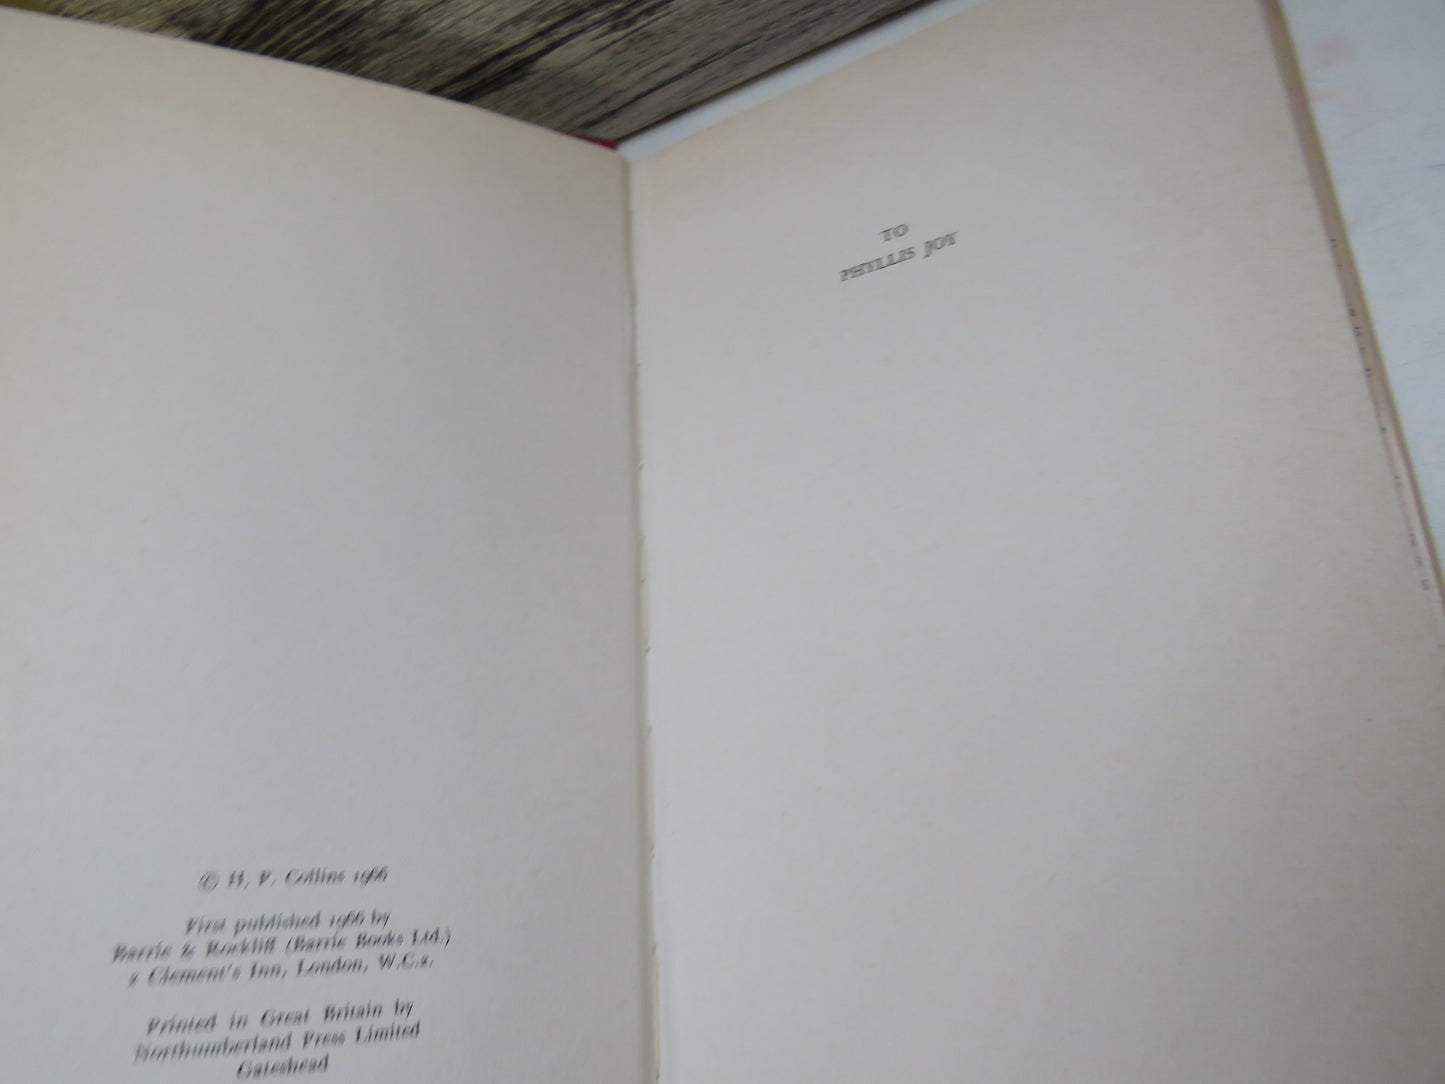 © H. P. Collins 1966
First published 1966 by
Barrie & Rockliff (Barrie Books Ltd.)
2 Clement's Inn, London, W.C.2.
Printed in Great Britain by
Northumberland Press Limited
Gateshead
TO
PHYLLIS JOY